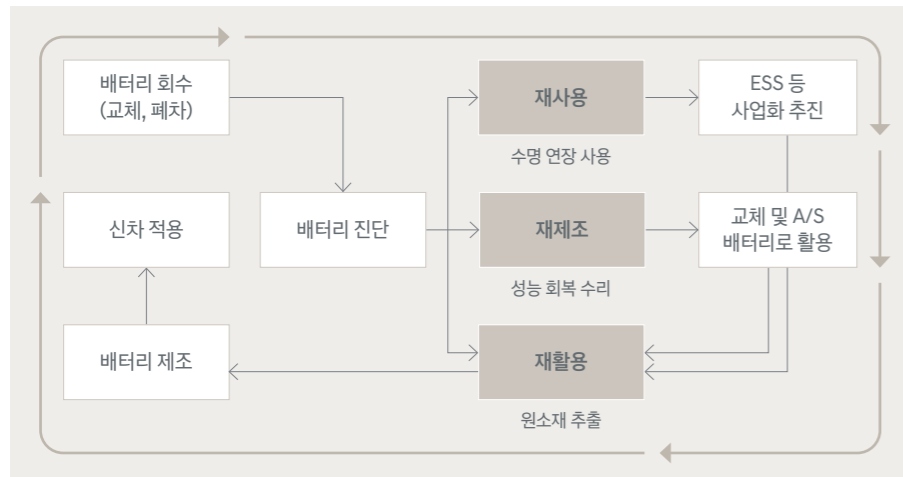 배터리 회수
(교체, 폐차)
재사용
수명 연장 사용
ESS 등
사업화 추진
신차 적용
배터리 진단
재제조
성능 회복 수리
교체 및 A/S
배터리로 활용
배터리 제조
재활용
원소재 추출